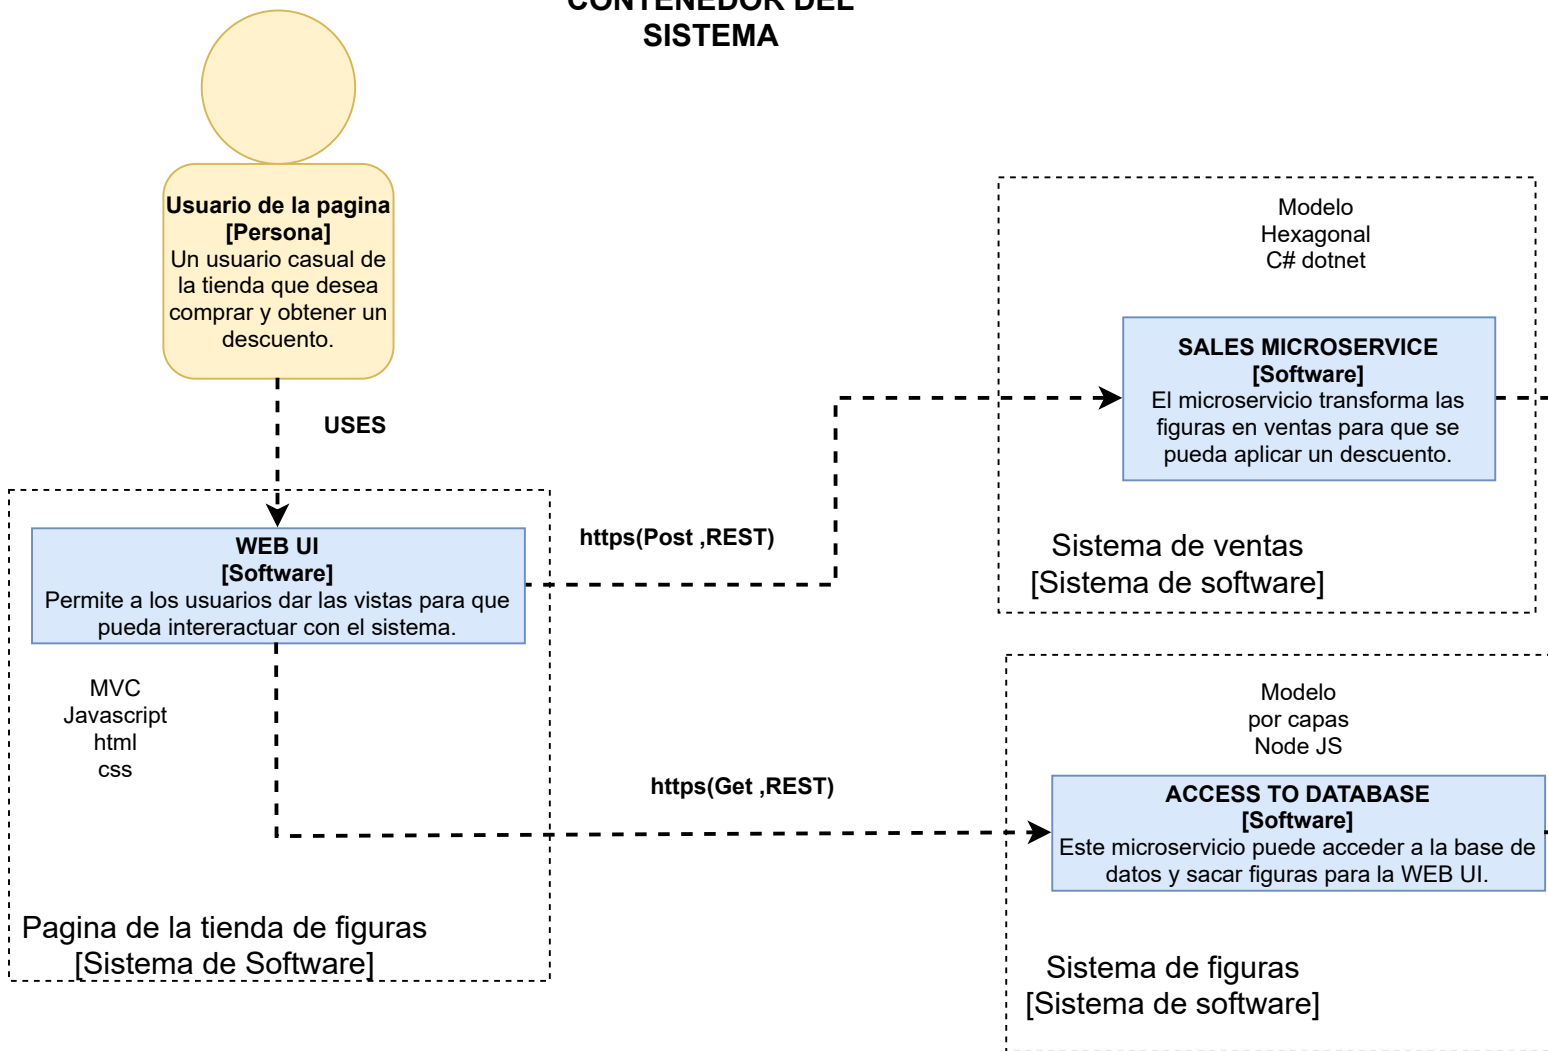 CONTENEDOR DEL
SISTEMA
Usuario de la pagina
[Persona]
Un usuario casual de
la tienda que desea
comprar y obtener un
descuento.
USES
WEB UI
[Software]
Permite a los usuarios dar las vistas para que
pueda intereractuar con el sistema.
MVC
Javascript
html
css
Pagina de la tienda de figuras
[Sistema de Software]
https(Post ,REST)
https(Get ,REST)
Modelo
Hexagonal
C# dotnet
SALES MICROSERVICE
[Software]
El microservicio transforma las
figuras en ventas para que se
pueda aplicar un descuento.
Sistema de ventas
[Sistema de software]
Modelo
por capas
Node JS
ACCESS TO DATABASE
[Software]
Este microservicio puede acceder a la base de
datos y sacar figuras para la WEB UI.
Sistema de figuras
[Sistema de software]